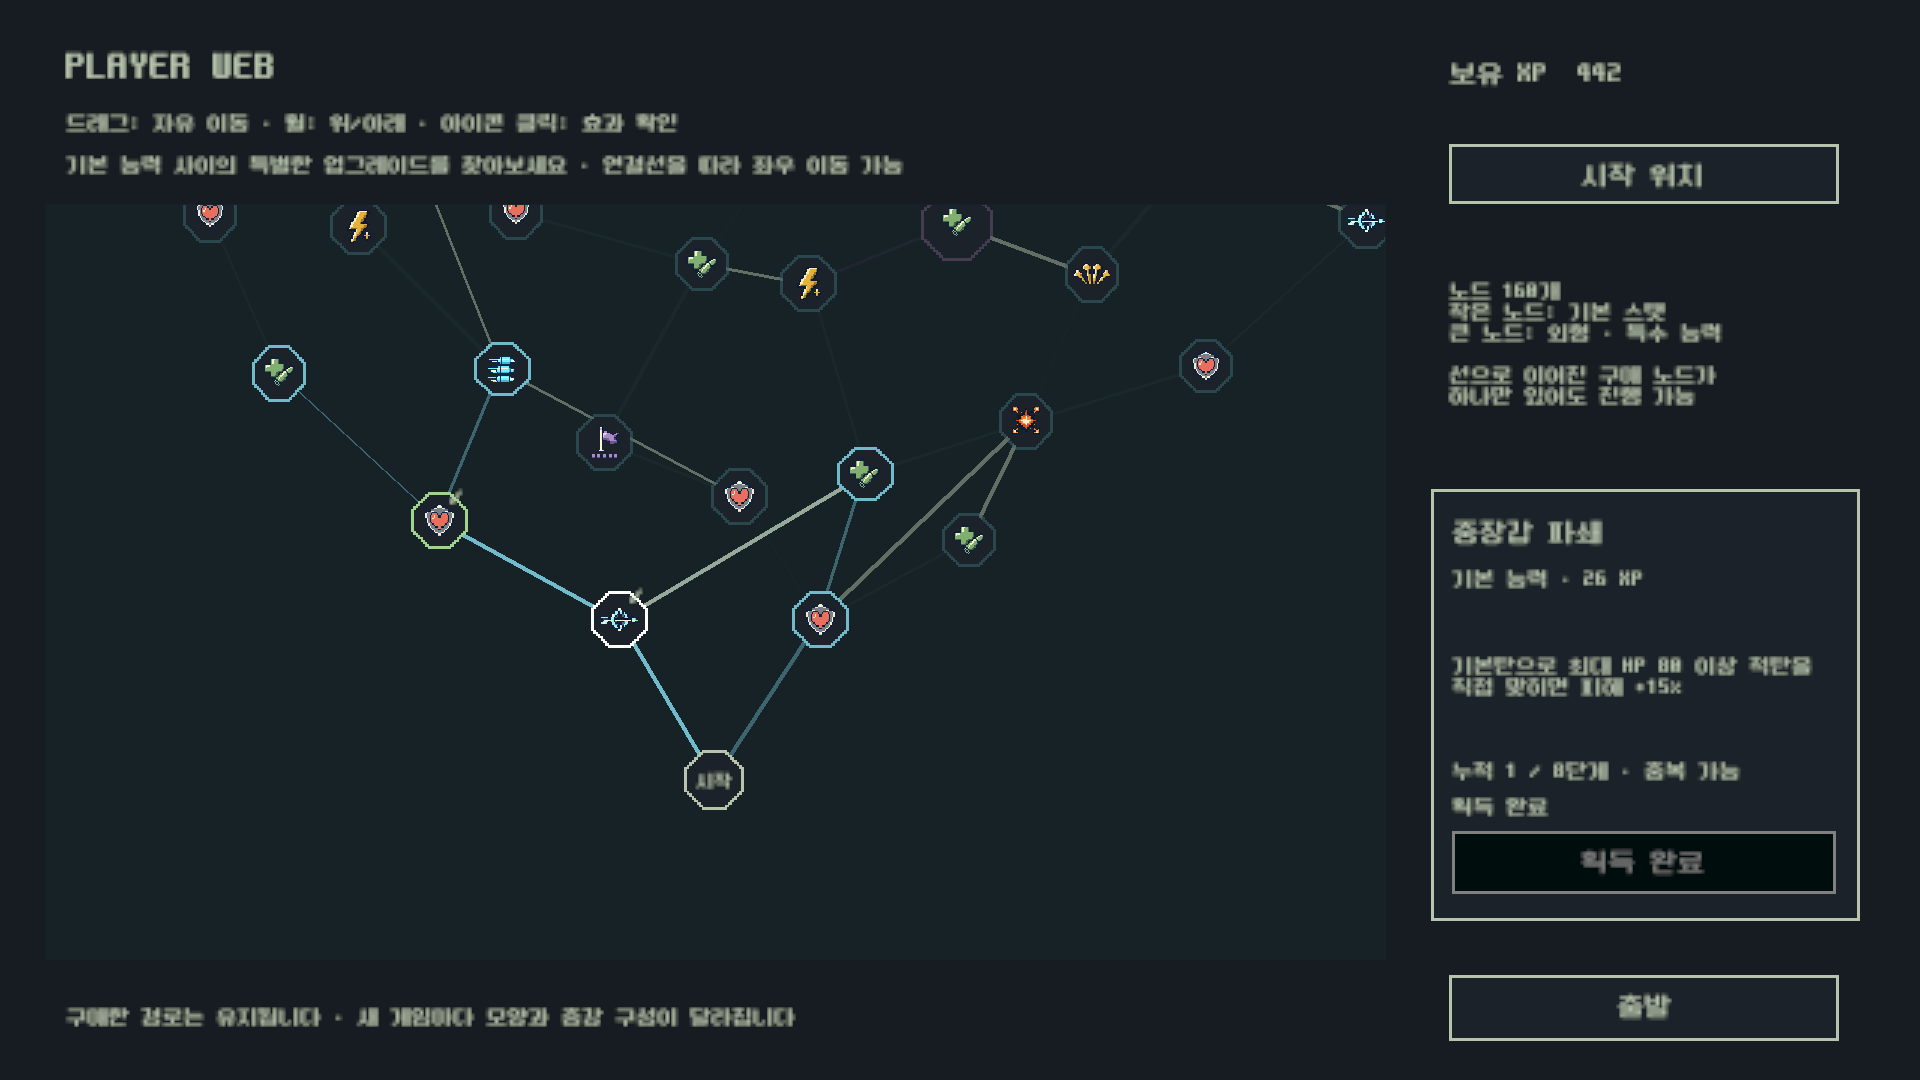 PLAYER WEB
드래그: 자유 이동 · 휠: 위/아래 · 아이콘 클릭: 효과 확인
기본 능력 사이의 특별한 업그레이드를 찾아보세요 · 연결선을 따라 좌우 이동 가능
보유 XP 442
시작 위치
노드 160개
작은 노드: 기본 스탯
큰 노드: 외형 · 특수 능력
선으로 이어진 구매 노드가
하나만 있어도 진행 가능
중장갑 파쇄
기본 능력 · 26 XP
기본탄으로 최대 HP 80 이상 적탄을
직접 맞히면 피해 +15%
누적 1 / 8단계 · 중복 가능
획득 완료
획득 완료
시작
출발
구매한 경로는 유지됩니다 · 새 게임마다 모양과 증강 구성이 달라집니다